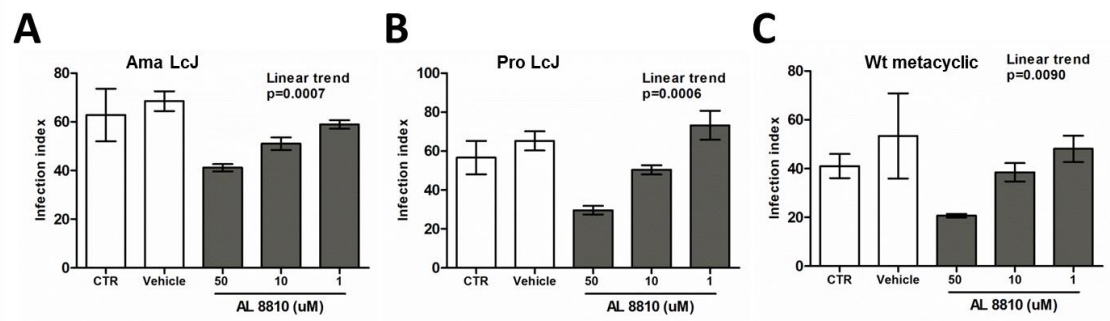 A
Ama LcJ
Linear trend
p=0.0007
Infection index
80
60
40
20
0
CTR Vehicle 50 10 1
AL 8810 (uM)
B
Pro LcJ
Linear trend
p=0.0006
Infection index
100
80
60
40
20
0
CTR Vehicle 50 10 1
AL 8810 (uM)
C
Wt metacyclic
Linear trend
p=0.0090
Infection index
80
60
40
20
0
CTR Vehicle 50 10 1
AL 8810 (uM)